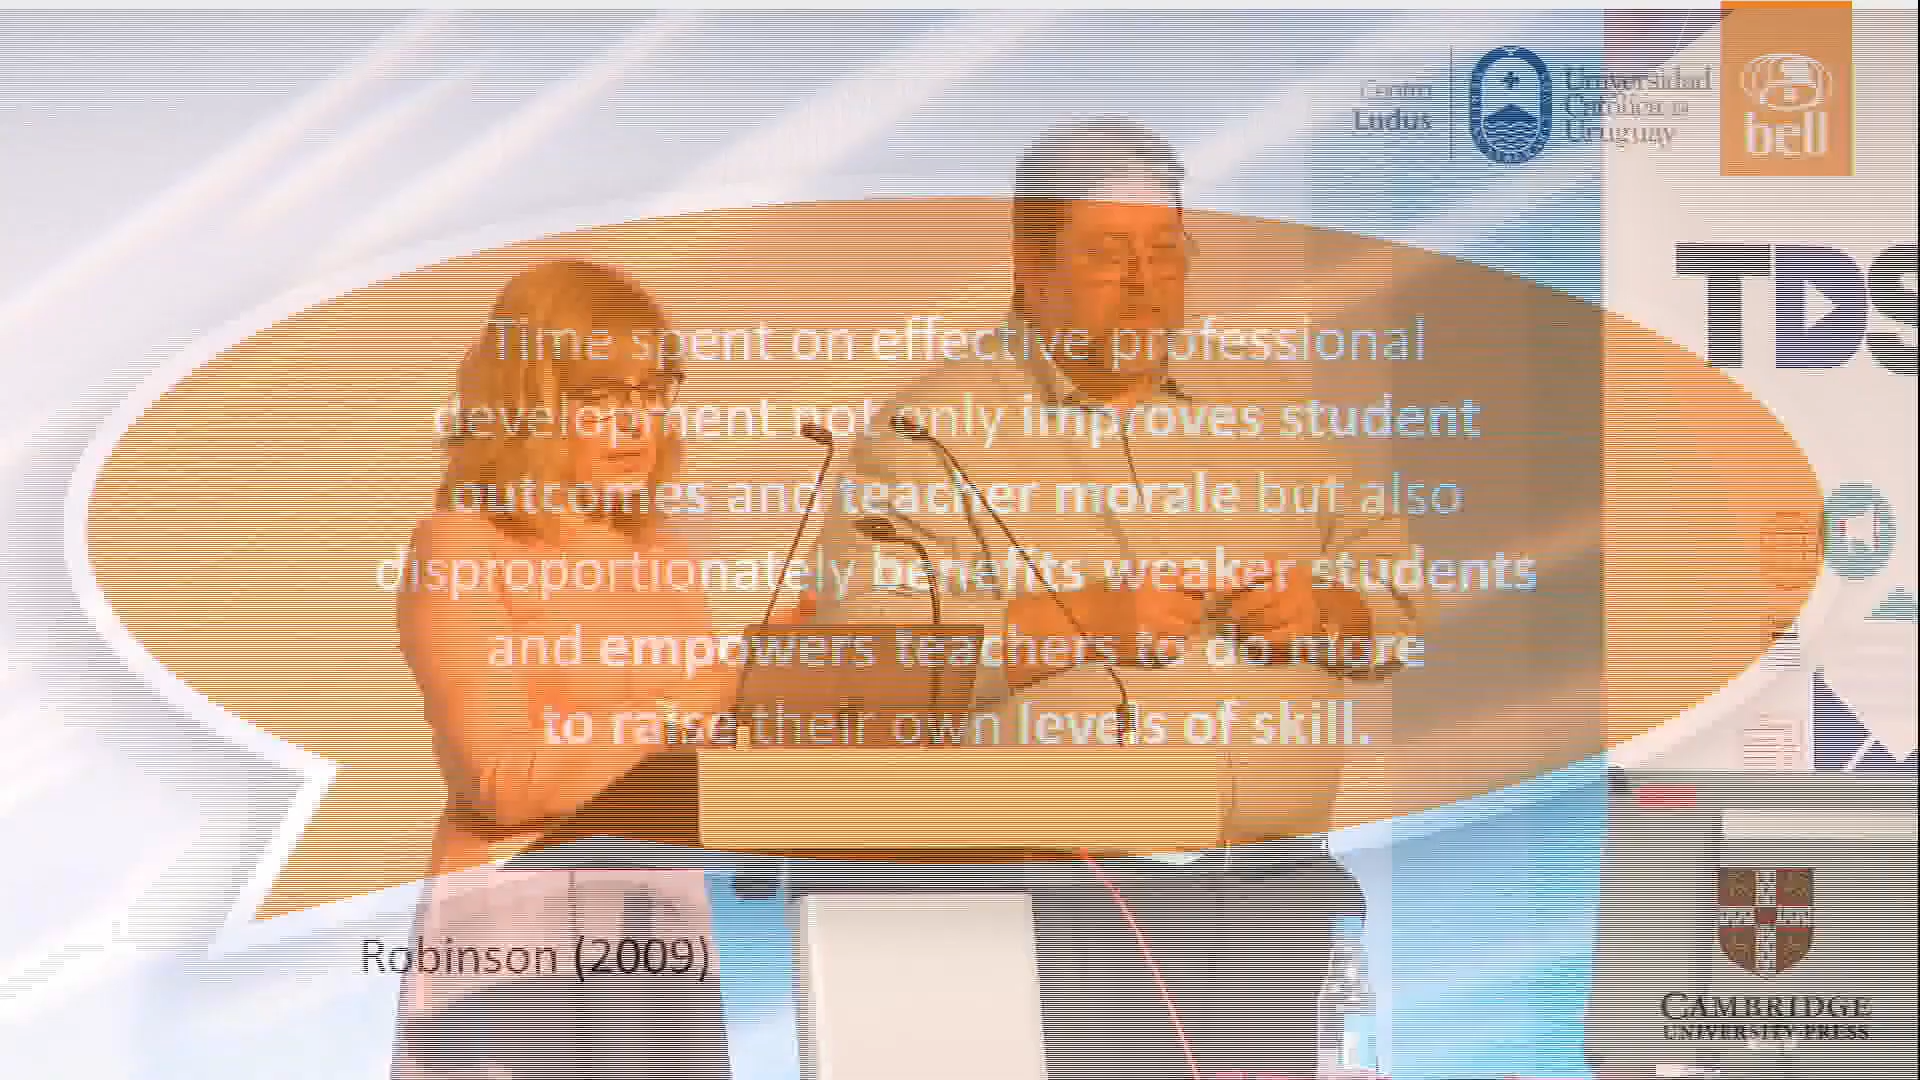 Centro
Ludus
Universidad
Católica del
Uruguay
bell
TDS
Time spent on effective professional
development not only improves student
outcomes and teacher morale but also
disproportionately benefits weaker students
and empowers teachers to do more
to raise their own levels of skill.
Robinson (2009)
CAMBRIDGE
UNIVERSITY PRESS